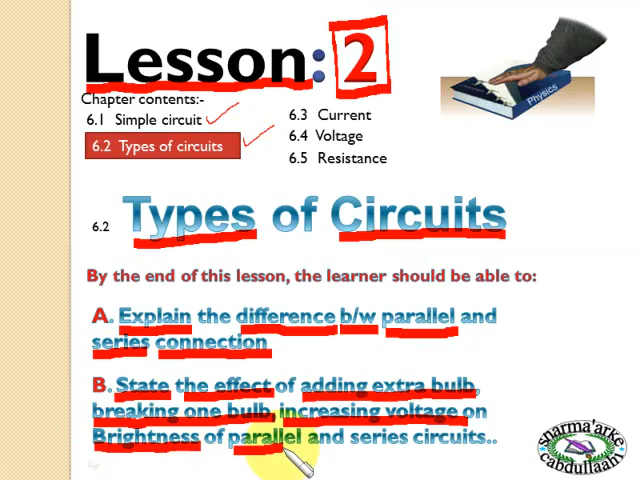 Lesson: 2
Chapter contents:-
6.1 Simple circuit
6.2 Types of circuits
6.3 Current
6.4 Voltage
6.5 Resistance
Physics
6.2 Types of Circuits
By the end of this lesson, the learner should be able to:
A. Explain the difference b/w parallel and
series connection
B. State the effect of adding extra bulb,
breaking one bulb, increasing voltage on
Brightness of parallel and series circuits..
sharma'arke
cabdullaahi